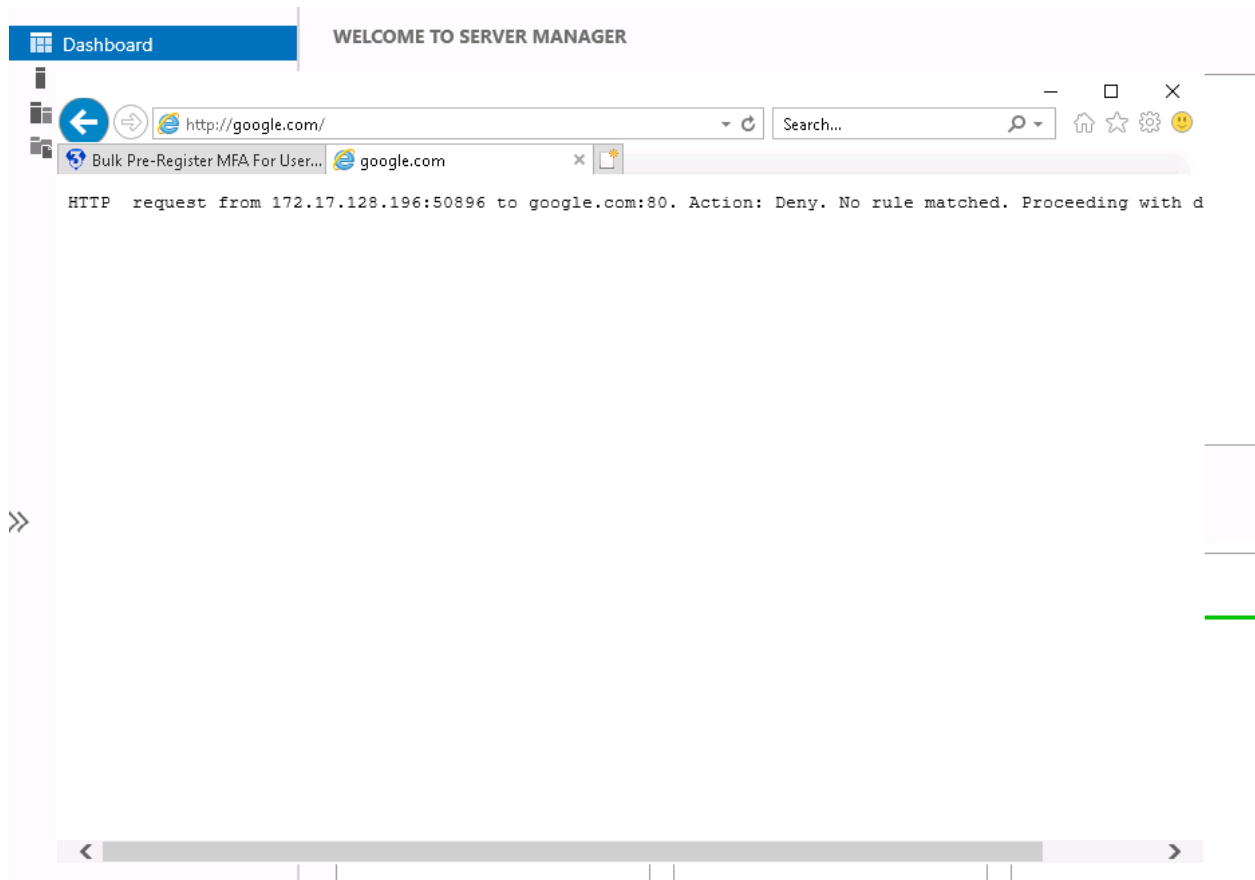 Dashboard
WELCOME TO SERVER MANAGER
http://google.com/
Search...
Bulk Pre-Register MFA For User...
google.com
HTTP  request from 172.17.128.196:50896 to google.com:80. Action: Deny. No rule matched. Proceeding with d